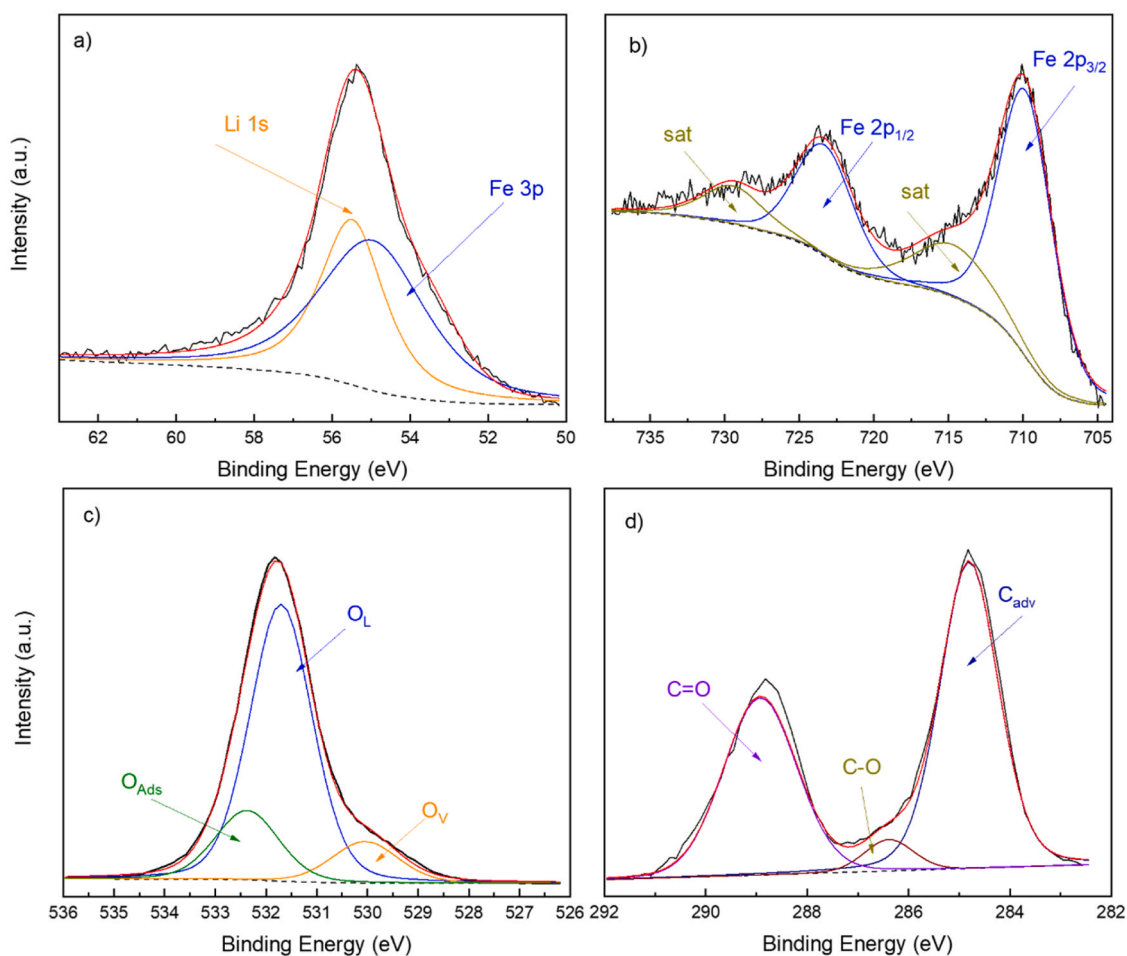 a)
Li 1s
Fe 3p
Intensity (a.u.)
62 60 58 56 54 52 50
Binding Energy (eV)
b)
Fe 2p3/2
Fe 2p1/2
sat
sat
735 730 725 720 715 710 705
Binding Energy (eV)
c)
OL
OAds
OV
Intensity (a.u.)
536 534 533 532 531 530 529 528 526
Binding Energy (eV)
d)
Cadv
C=O
C-O
292 290 288 286 284 282
Binding Energy (eV)